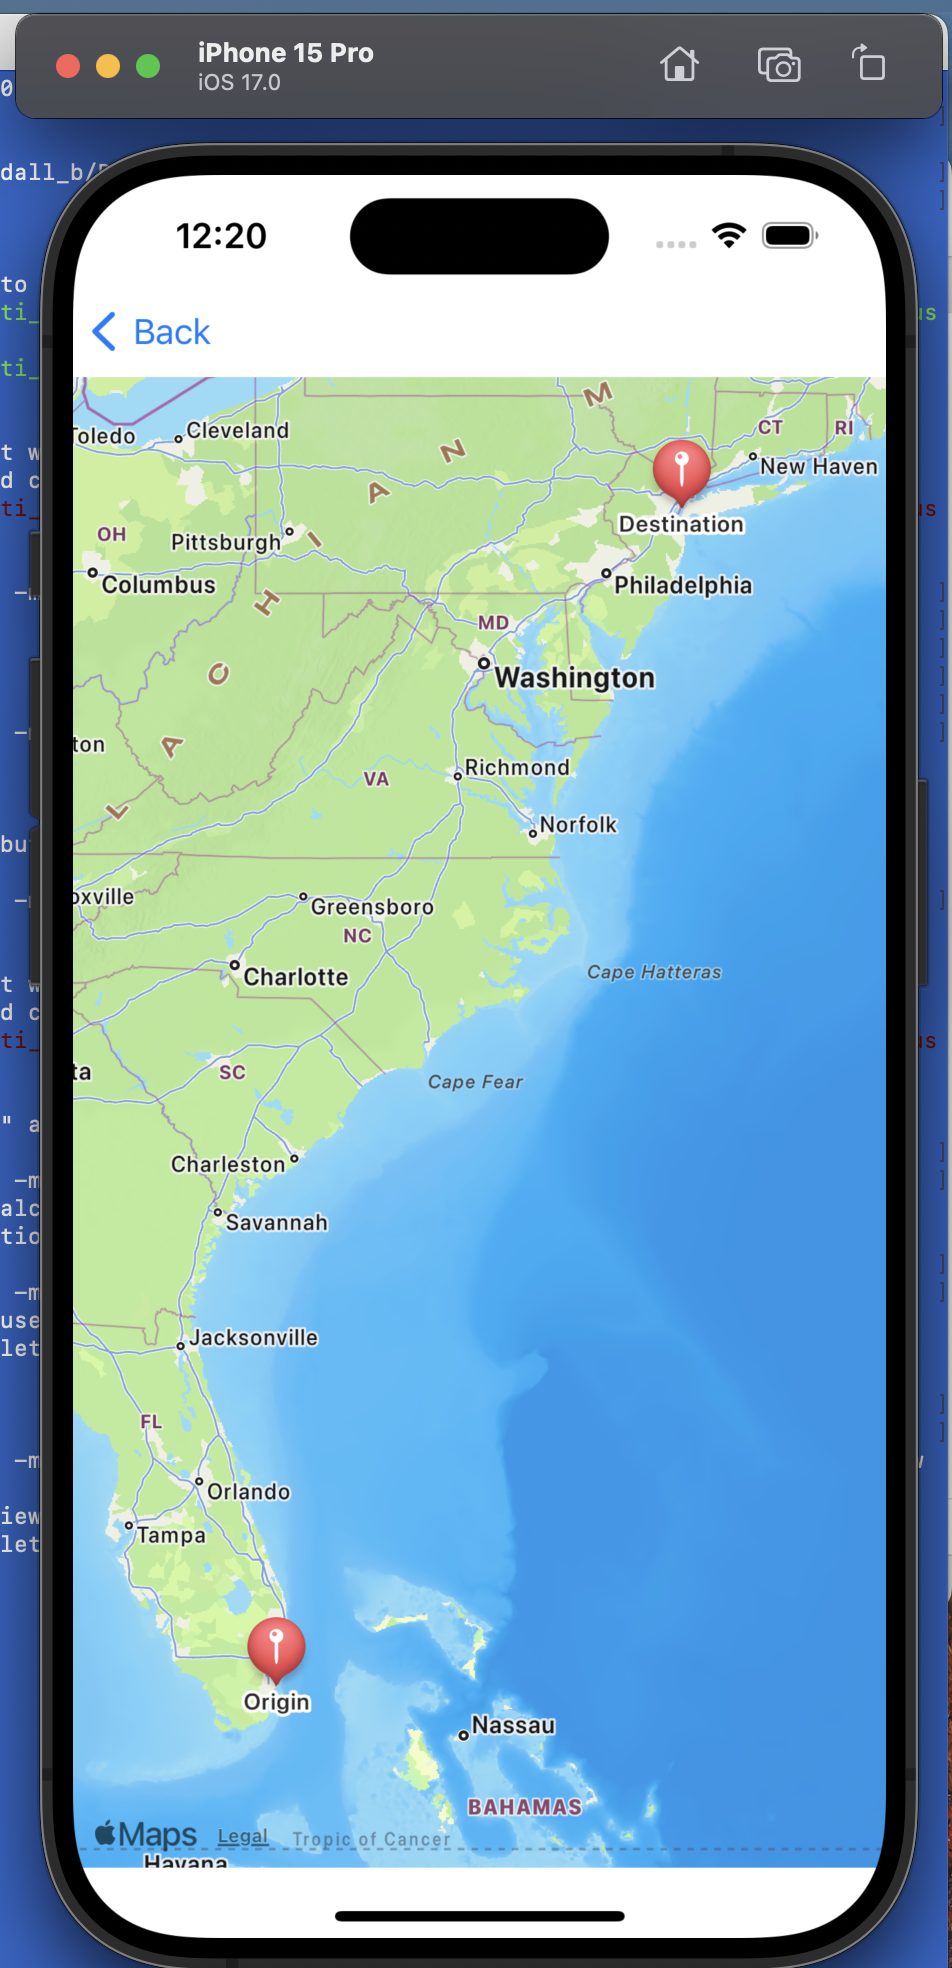 iPhone 15 Pro
iOS 17.0
0
dall_b/
12:20
to
ti_
us
Back
ti_
M
Toledo
Cleveland
CT
RI
N
t w
New Haven
d c
A
ti_
us
Destination
OH
I
Pittsburgh
Columbus
Philadelphia
H
MD
O
C
Washington
A
ton
Richmond
VA
L
Norfolk
bu
oxville
Greensboro
NC
Cape Hatteras
Charlotte
t w
d c
ti_
us
ta
SC
Cape Fear
" a
Charleston
-m
alc
Savannah
tio
-m
use
Jacksonville
let
FL
-m
Orlando
iew
Tampa
let
Origin
Nassau
BAHAMAS
Maps
Legal
Tropic of Cancer
Havana